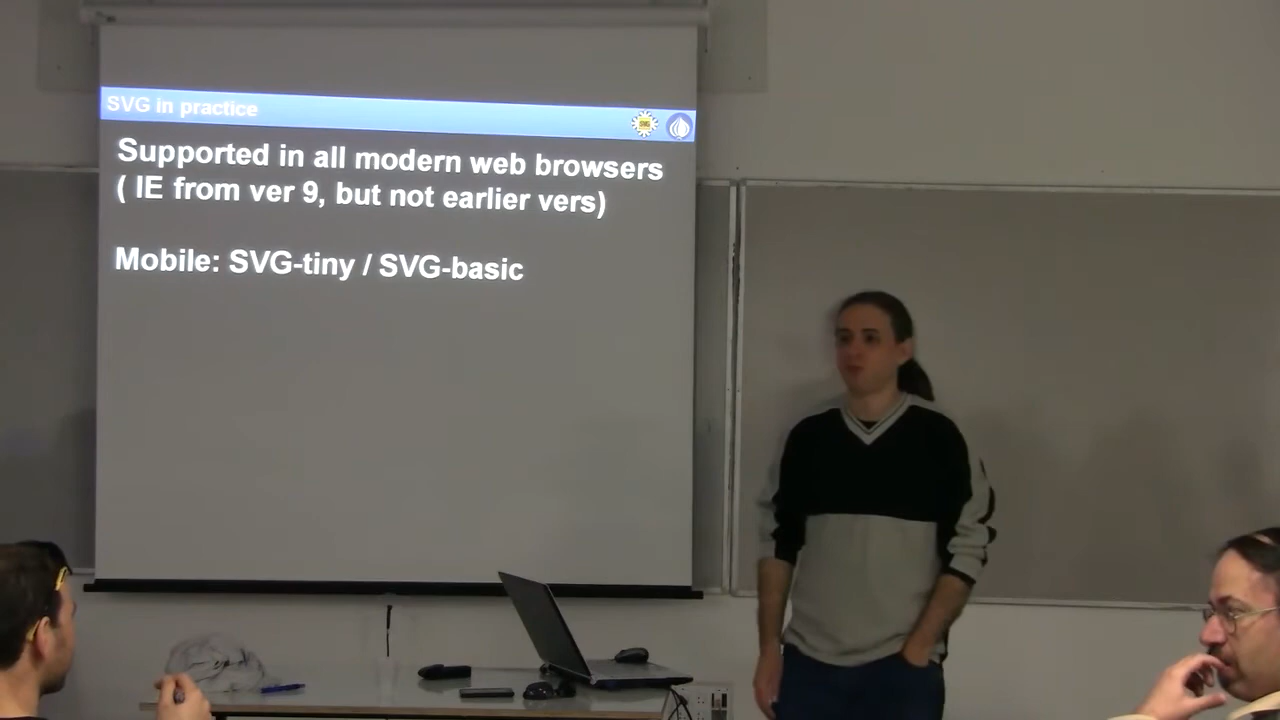 SVG in practice
SVG
Supported in all modern web browsers
( IE from ver 9, but not earlier vers)
Mobile: SVG-tiny / SVG-basic